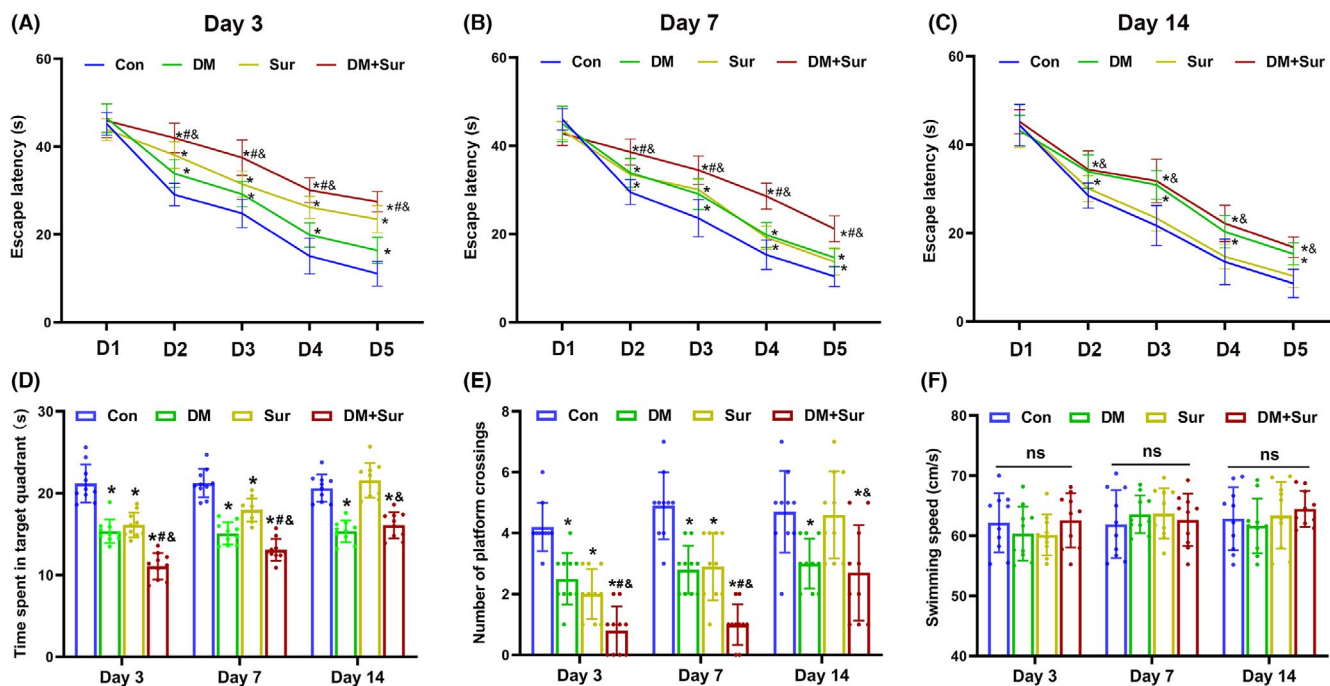 (A) Day 3
Con DM Sur DM+Sur
Escape latency (s)
60
40
20
0
*#& *#& *#& *#&
* * * *
* * * *
D1 D2 D3 D4 D5
(B) Day 7
Con DM Sur DM+Sur
Escape latency (s)
60
40
20
0
*#& *#& *#& *#&
* * * *
* * * *
D1 D2 D3 D4 D5
(C) Day 14
Con DM Sur DM+Sur
Escape latency (s)
60
40
20
0
*& *& *& *&
* * * *
D1 D2 D3 D4 D5
(D)
Con DM Sur DM+Sur
Time spent in target quadrant (s)
30
20
10
0
* * *#& * * *#& * *&
Day 3 Day 7 Day 14
(E)
Con DM Sur DM+Sur
Number of platform crossings
8
6
4
2
0
* * *#& * * *#& * *&
Day 3 Day 7 Day 14
(F)
Con DM Sur DM+Sur
Swimming speed (cm/s)
80
70
60
50
40
ns ns ns
Day 3 Day 7 Day 14